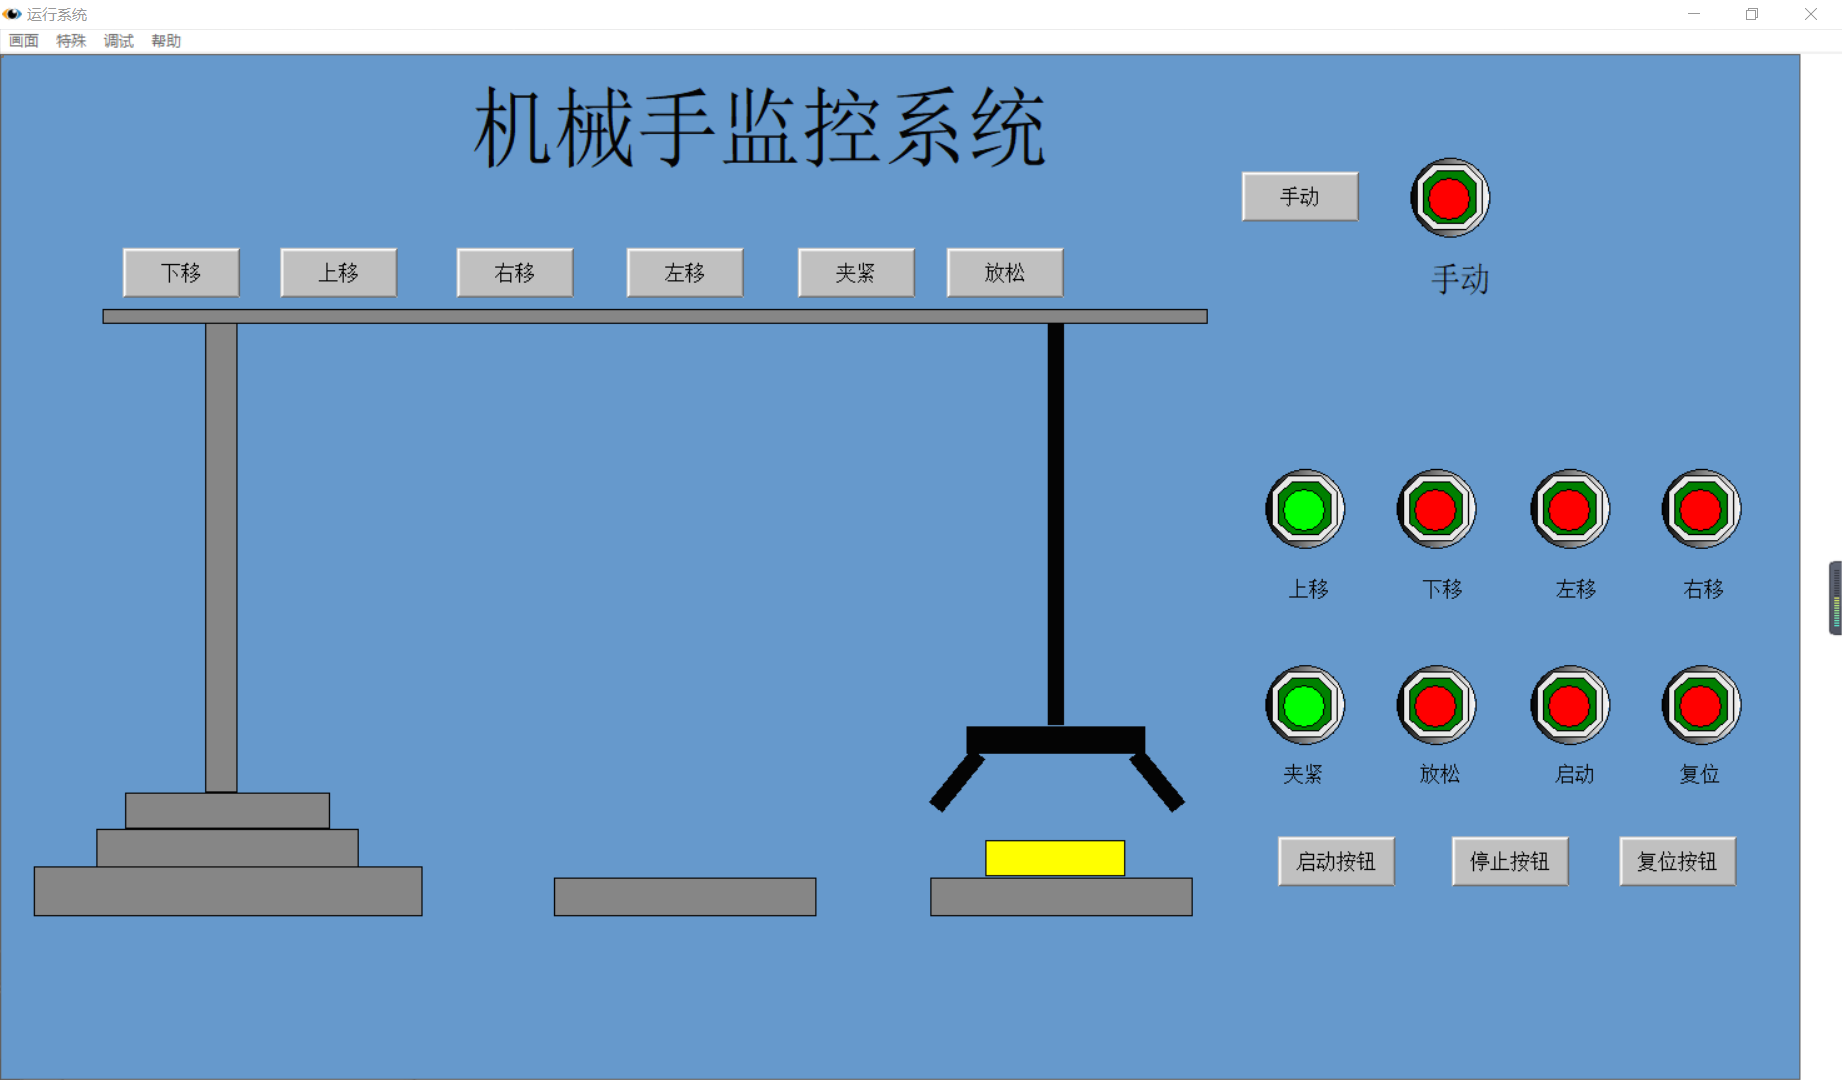 运行系统
画面 特殊 调试 帮助
机械手监控系统
手动
手动
下移 上移 右移 左移 夹紧 放松
上移 下移 左移 右移
夹紧 放松 启动 复位
启动按钮 停止按钮 复位按钮